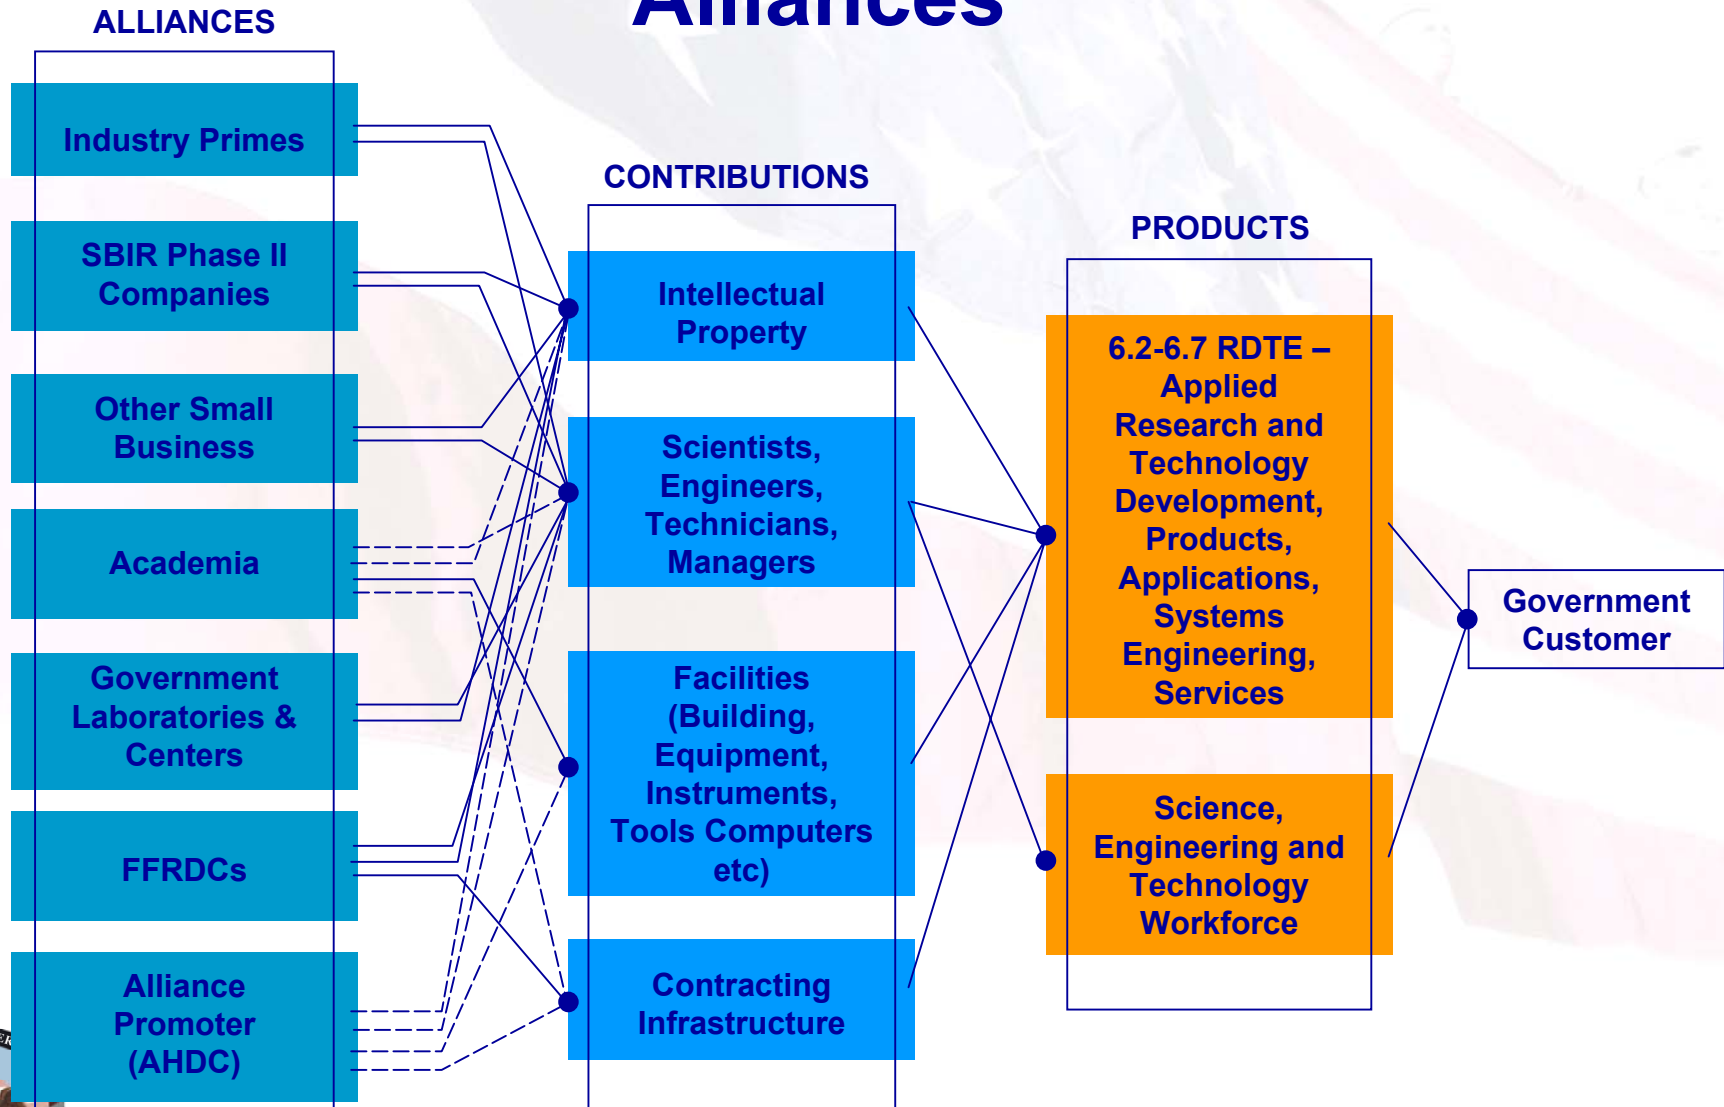 Alliances
ALLIANCES
Industry Primes
SBIR Phase II
Companies
Other Small
Business
Academia
Government
Laboratories &
Centers
FFRDCs
Alliance
Promoter
(AHDC)
CONTRIBUTIONS
Intellectual
Property
Scientists,
Engineers,
Technicians,
Managers
Facilities
(Building,
Equipment,
Instruments,
Tools Computers
etc)
Contracting
Infrastructure
PRODUCTS
6.2-6.7 RDTE –
Applied
Research and
Technology
Development,
Products,
Applications,
Systems
Engineering,
Services
Science,
Engineering and
Technology
Workforce
Government
Customer